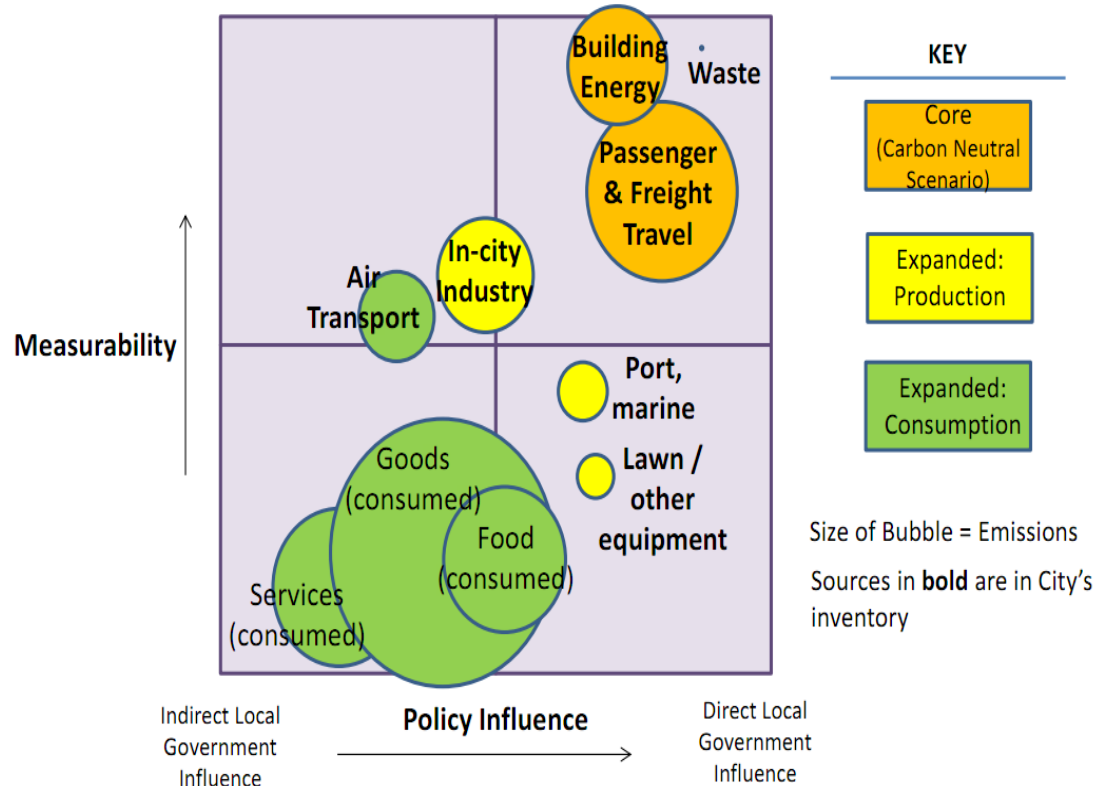 Building
Energy
Waste
Passenger
& Freight
Travel
In-city
Industry
Air
Transport
Measurability
Port,
marine
Lawn /
other
equipment
Goods
(consumed)
Food
(consumed)
Services
(consumed)
Indirect Local
Government
Influence
Policy Influence
Direct Local
Government
Influence
KEY
Core
(Carbon Neutral
Scenario)
Expanded:
Production
Expanded:
Consumption
Size of Bubble = Emissions
Sources in bold are in City's
inventory